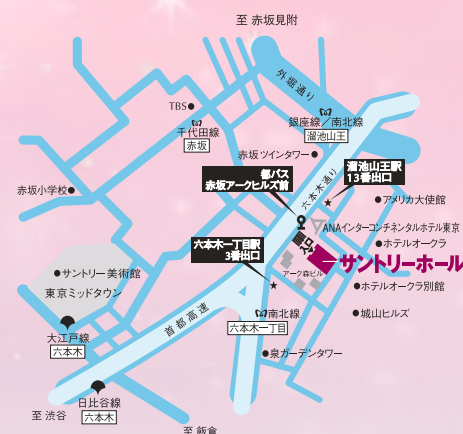 至 赤坂見附
外堀通り
TBS
千代田線
赤坂
銀座線／南北線
溜池山王
赤坂ツインタワー
六本木通り
都バス
赤坂アークヒルズ前
溜池山王駅
13番出口
赤坂小学校
アメリカ大使館
ANAインターコンチネンタルホテル東京
入口
ホテルオークラ
六本木一丁目駅
3番出口
サントリーホール
サントリー美術館
アーク森ビル
東京ミッドタウン
ホテルオークラ別館
首都高速
南北線
六本木一丁目
城山ヒルズ
大江戸線
六本木
泉ガーデンタワー
日比谷線
六本木
至 渋谷
至 飯倉